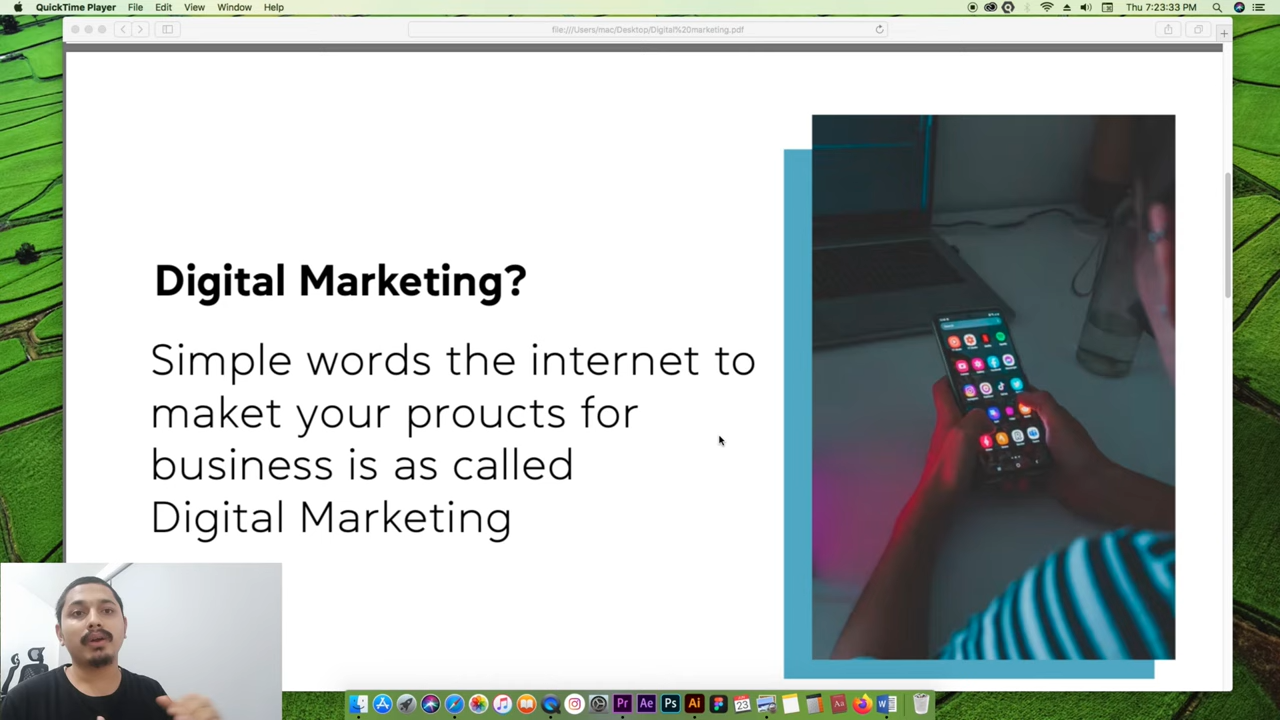 QuickTime Player File Edit View Window Help Thu 7:23:33 PM
file:///Users/mac/Desktop/Digital%20marketing.pdf
Digital Marketing?
Simple words the internet to
maket your proucts for
business is as called
Digital Marketing
23